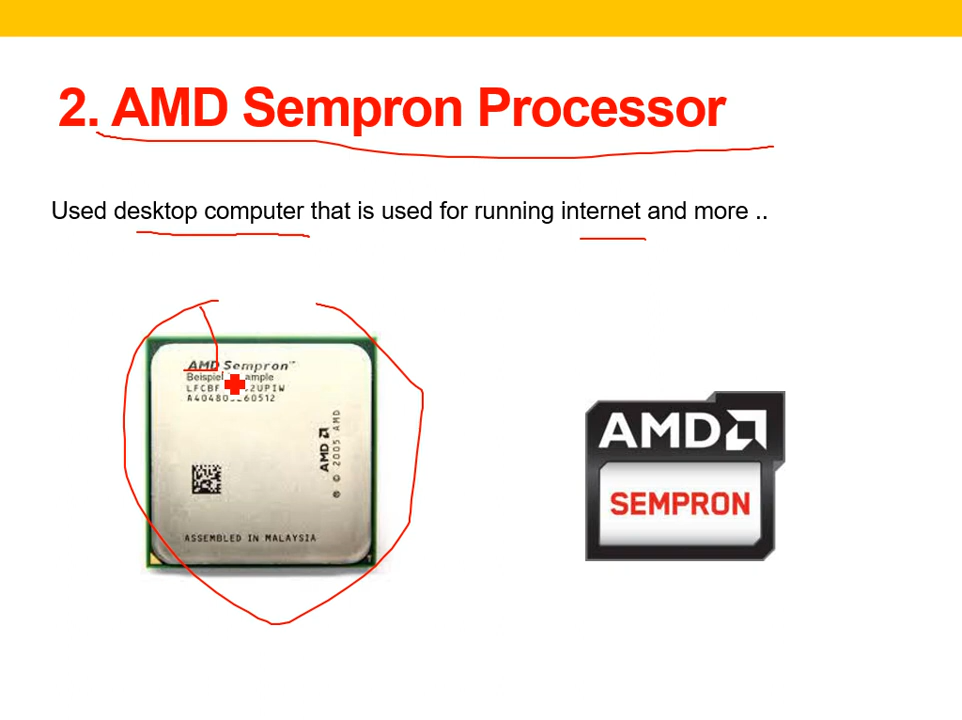 2. AMD Sempron Processor
Used desktop computer that is used for running internet and more ..
AMD Sempron™
Beispiel
A
© 2005 AMD
AMD
ASSEMBLED IN MALAYSIA
AMD
SEMPRON